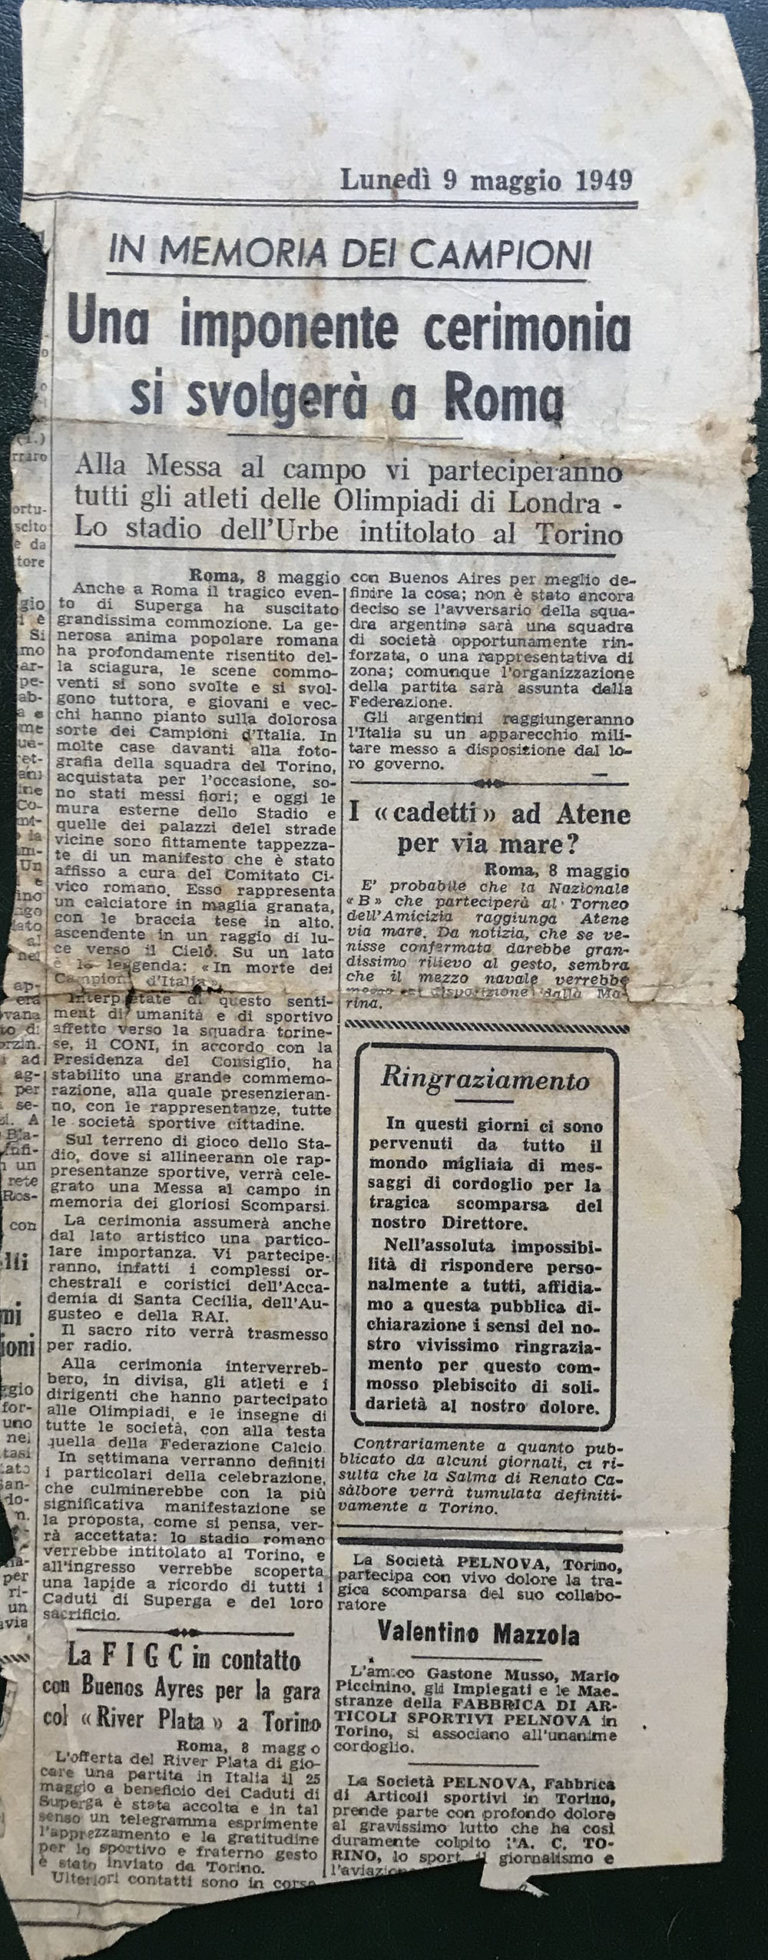 Lunedì 9 maggio 1949
IN MEMORIA DEI CAMPIONI
Una imponente cerimonia
si svolgerà a Roma
Alla Messa al campo vi parteciperanno
tutti gli atleti delle Olimpiadi di Londra -
Lo stadio dell'Urbe intitolato al Torino
Roma, 8 maggio
Anche a Roma il tragico even-
to di Superga ha suscitato
grandissima commozione. La ge-
nerosa anima popolare romana
ha profondamente risentito del-
la sciagura, le scene commo-
venti si sono svolte e si svol-
gono tuttora, e giovani e vec-
chi hanno pianto sulla dolorosa
sorte dei Campioni d'Italia. In
molte case davanti alla foto-
grafia della squadra del Torino,
acquistata per l'occasione, so-
no stati messi fiori; e oggi le
mura esterne dello Stadio e
quelle dei palazzi delel strade
vicine sono fittamente tappezza-
te di un manifesto che è stato
affisso a cura del Comitato Ci-
vico romano. Esso rappresenta
un calciatore in maglia granata,
con le braccia tese in alto,
ascendente in un raggio di lu-
ce verso il Cielo. Su un lato
è la leggenda: «In morte dei
Campioni d'Italia».
Interpretate di questo senti-
ment di umanità e di sportivo
affetto verso la squadra torine-
se, il CONI, in accordo con la
Presidenza del Consiglio, ha
stabilito una grande commemo-
razione, alla quale presenzieran-
no, con le rappresentanze, tutte
le società sportive cittadine.
Sul terreno di gioco dello Sta-
dio, dove si allineerann ole rap-
presentanze sportive, verrà cele-
grato una Messa al campo in
memoria dei gloriosi Scomparsi.
La cerimonia assumerà anche
dal lato artistico una partico-
lare importanza. Vi partecipe-
ranno, infatti i complessi or-
chestrali e coristici dell'Acca-
demia di Santa Cecilia, dell'Au-
gusteo e della RAI.
Il sacro rito verrà trasmesso
per radio.
Alla cerimonia interverreb-
bero, in divisa, gli atleti e i
dirigenti che hanno partecipato
alle Olimpiadi, e le insegne di
tutte le società, con alla testa
quella della Federazione Calcio.
In settimana verranno definiti
i particolari della celebrazione,
che culminerebbe con la più
significativa manifestazione se
la proposta, come si pensa, ver-
rà accettata: lo stadio romano
verrebbe intitolato al Torino, e
all'ingresso verrebbe scoperta
una lapide a ricordo di tutti i
Caduti di Superga e del loro
sacrificio.
La F I G C in contatto
con Buenos Ayres per la gara
col «River Plata» a Torino
Roma, 8 magg o
L'offerta del River Plata di gio-
care una partita in Italia il 25
maggio a beneficio dei Caduti di
Superga è stata accolta e in tal
senso un telegramma esprimente
l'apprezzamento e la gratitudine
per lo sportivo e fraterno gesto
è stato inviato da Torino.
Ulteriori contatti sono in corso
con Buenos Aires per meglio de-
finire la cosa; non è stato ancora
deciso se l'avversario della squa-
dra argentina sarà una squadra
di società opportunamente rin-
forzata, o una rappresentativa di
zona; comunque l'organizzazione
della partita sarà assunta della
Federazione.
Gli argentini raggiungeranno
l'Italia su un apparecchio mili-
tare messo a disposizione dal lo-
ro governo.
I «cadetti» ad Atene
per via mare?
Roma, 8 maggio
E' probabile che la Nazionale
«B» che parteciperà al Torneo
dell'Amicizia raggiunga Atene
via mare. Da notizia, che se ve-
nisse confermata darebbe gran-
dissimo rilievo al gesto, sembra
che il mezzo navale verrebbe
messo a disposizione dalla Ma-
rina.
Ringraziamento
In questi giorni ci sono
pervenuti da tutto il
mondo migliaia di mes-
saggi di cordoglio per la
tragica scomparsa del
nostro Direttore.
Nell'assoluta impossibi-
lità di rispondere perso-
nalmente a tutti, affidia-
mo a questa pubblica di-
chiarazione i sensi del no-
stro vivissimo ringrazia-
mento per questo com-
mosso plebiscito di soli-
darietà al nostro dolore.
Contrariamente a quanto pub-
blicato da alcuni giornali, ci ri-
sulta che la Salma di Renato Ca-
sàlbore verrà tumulata definiti-
vamente a Torino.
La Società PELNOVA, Torino,
partecipa con vivo dolore la tra-
gica scomparsa del suo collabo-
ratore
Valentino Mazzola
L'amico Gastone Musso, Mario
Piccinino, gli Impiegati e le Mae-
stranze della FABBRICA DI AR-
TICOLI SPORTIVI PELNOVA in
Torino, si associano all'unanime
cordoglio.
La Società PELNOVA, Fabbrica
di Articoli sportivi in Torino,
prende parte con profondo dolore
al gravissimo lutto che ha così
duramente colpito l'A. C. TO-
RINO, lo sport, il giornalismo e